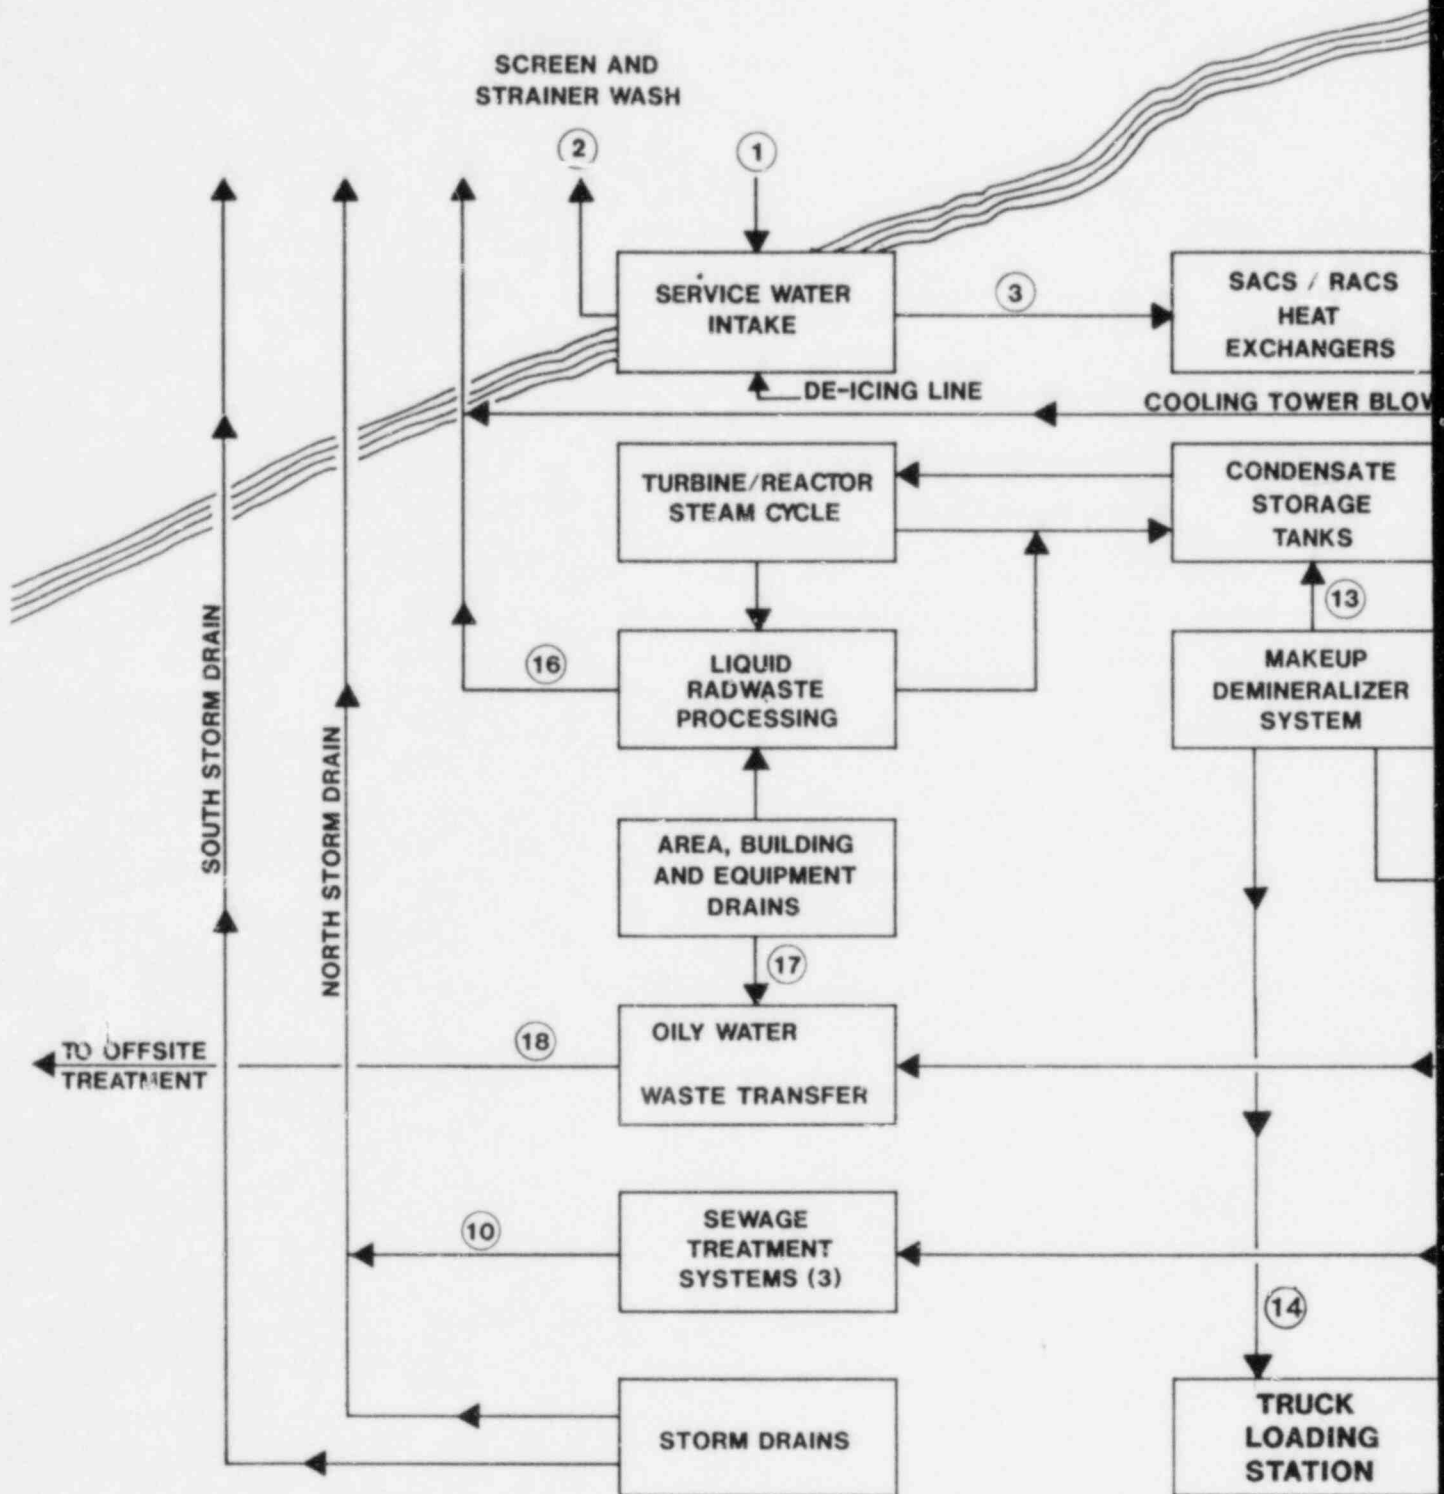 SCREEN AND
STRAINER WASH
2
1
SERVICE WATER
INTAKE
3
SACS / RACS
HEAT
EXCHANGERS
DE-ICING LINE
COOLING TOWER BLOW
TURBINE/REACTOR
STEAM CYCLE
CONDENSATE
STORAGE
TANKS
13
16
LIQUID
RADWASTE
PROCESSING
MAKEUP
DEMINERALIZER
SYSTEM
SOUTH STORM DRAIN
NORTH STORM DRAIN
AREA, BUILDING
AND EQUIPMENT
DRAINS
17
TO OFFSITE
TREATMENT
18
OILY WATER
WASTE TRANSFER
10
SEWAGE
TREATMENT
SYSTEMS (3)
14
STORM DRAINS
TRUCK
LOADING
STATION